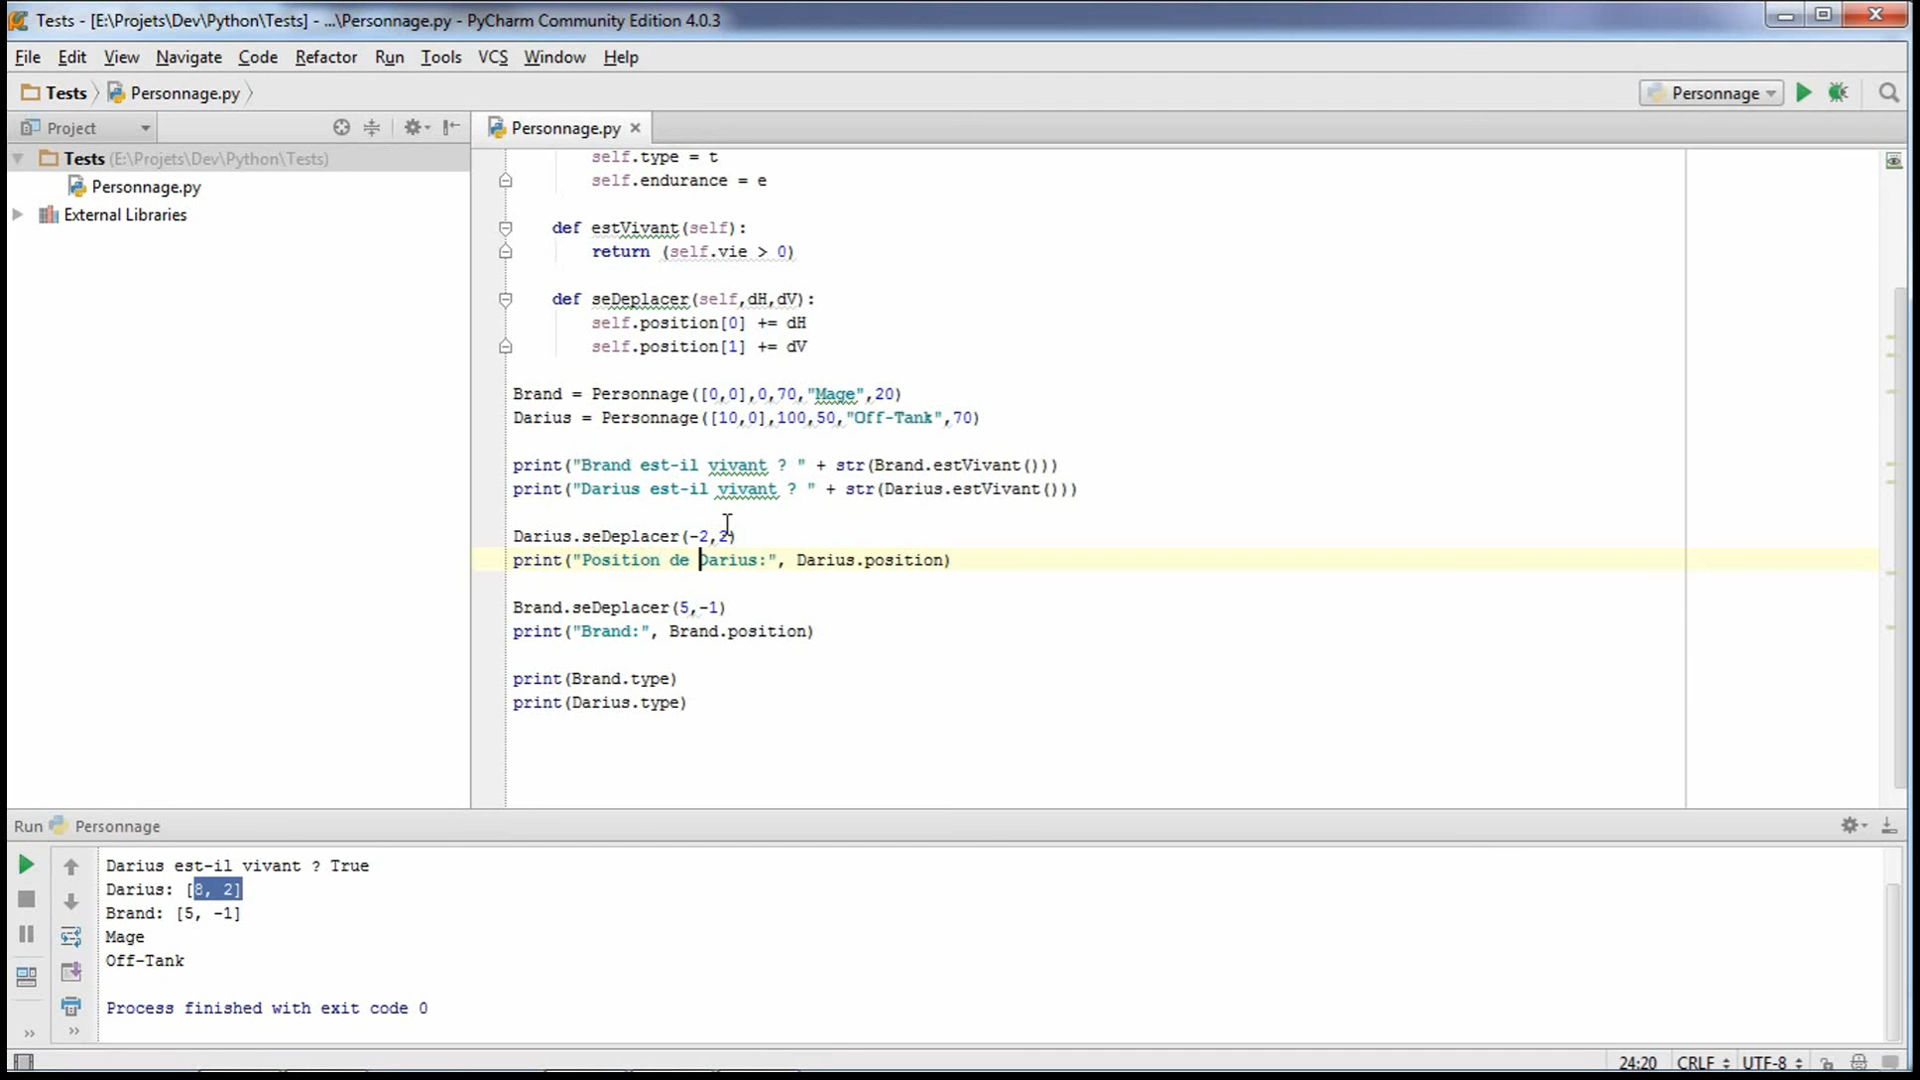 Tests - [E:\Projets\Dev\Python\Tests] - ...\Personnage.py - PyCharm Community Edition 4.0.3
File Edit View Navigate Code Refactor Run Tools VCS Window Help
Tests Personnage.py Personnage
Project Personnage.py
Tests (E:\Projets\Dev\Python\Tests)
Personnage.py
External Libraries
self.type = t
self.endurance = e
def estVivant(self):
return (self.vie > 0)
def seDeplacer(self,dH,dV):
self.position[0] += dH
self.position[1] += dV
Brand = Personnage([0,0],0,70,"Mage",20)
Darius = Personnage([10,0],100,50,"Off-Tank",70)
print("Brand est-il vivant ? " + str(Brand.estVivant()))
print("Darius est-il vivant ? " + str(Darius.estVivant()))
Darius.seDeplacer(-2,2)
print("Position de Darius:", Darius.position)
Brand.seDeplacer(5,-1)
print("Brand:", Brand.position)
print(Brand.type)
print(Darius.type)
Run Personnage
Darius est-il vivant ? True
Darius: [8, 2]
Brand: [5, -1]
Mage
Off-Tank
Process finished with exit code 0
24:20 CRLF UTF-8